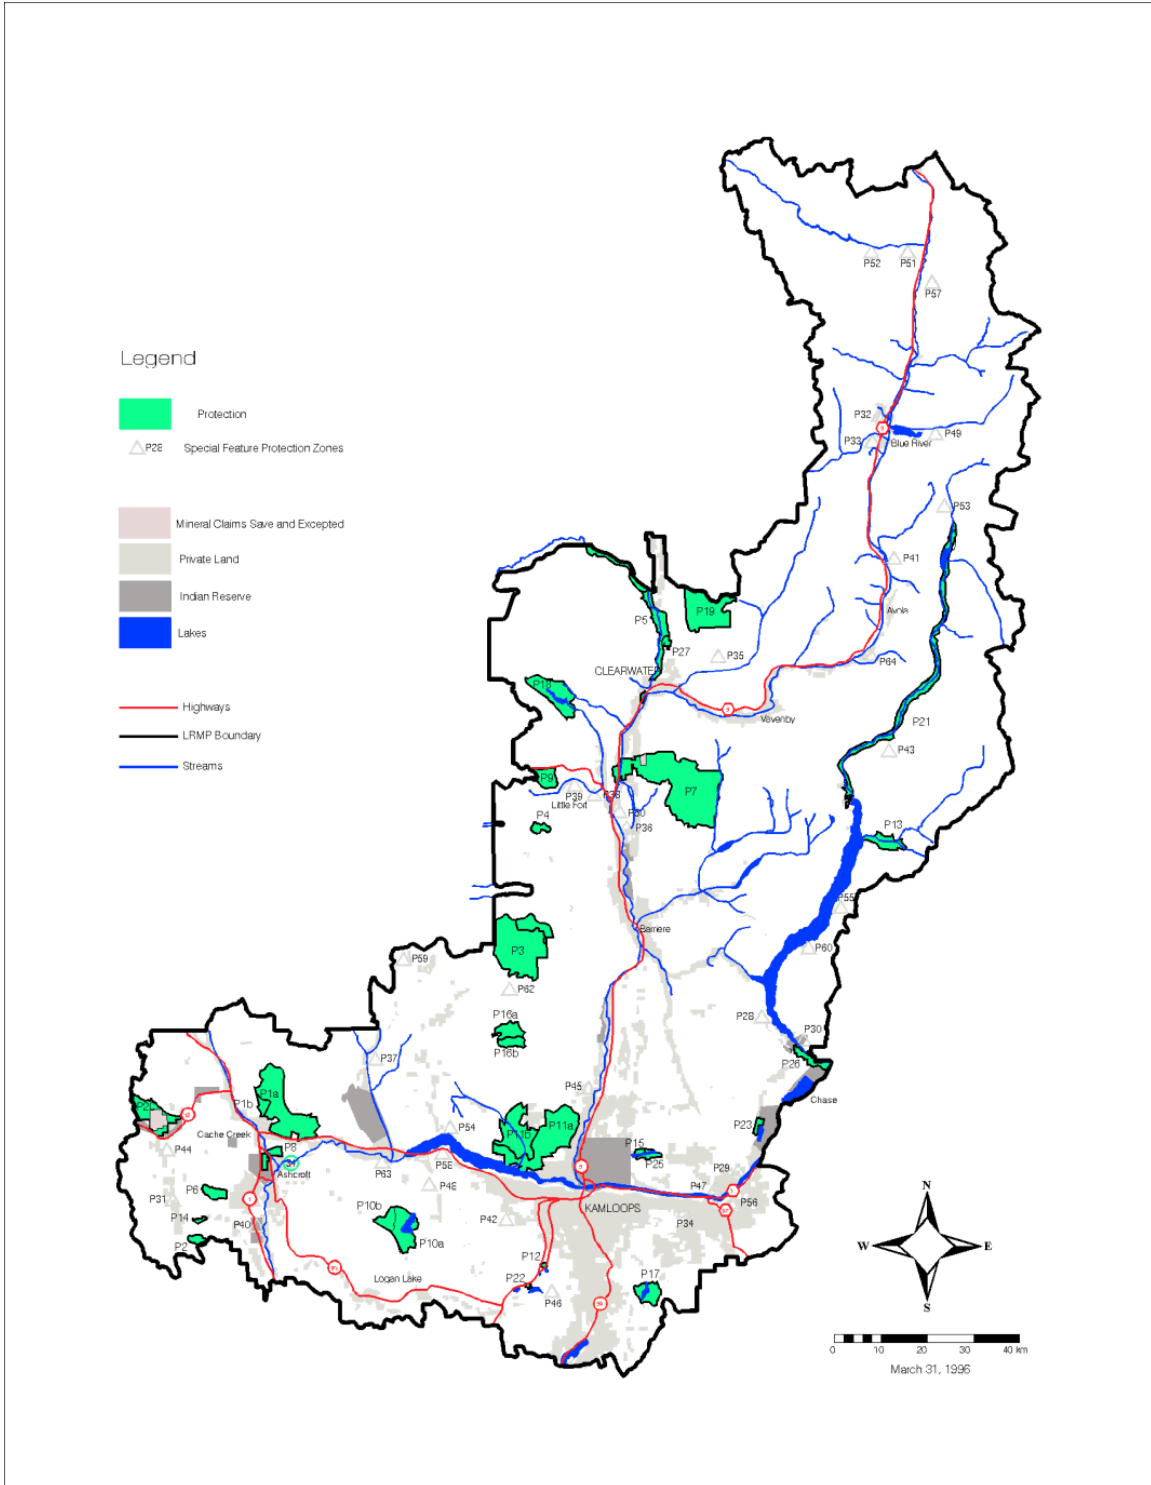 P52
P51
P57
Legend
Protection
P28
Special Feature Protection Zones
Mineral Claims Save and Excepted
Private Land
Indian Reserve
Lakes
Highways
LRMP Boundary
Streams
P32
P33
Blue River
P49
P53
P41
Avola
P5
P19
P27
P35
CLEARWATER
P64
P18
Vavenby
P21
P43
P9
P39
P38
Little Fort
P7
P4
P36
P13
P55
Barriere
P3
P60
P59
P62
P28
P16a
P30
P16b
P37
P26
P45
P1a
Chase
P1b
P20
Cache Creek
P54
P11b
P11a
P23
P44
P8
P15
P58
P25
Ashcroft
P63
P29
P6
P31
P48
P47
P56
P10b
KAMLOOPS
P14
P40
P42
P34
P2
P10a
P12
Logan Lake
P22
P17
P46
N
W
E
S
0
10
20
30
40 km
March 31, 1996